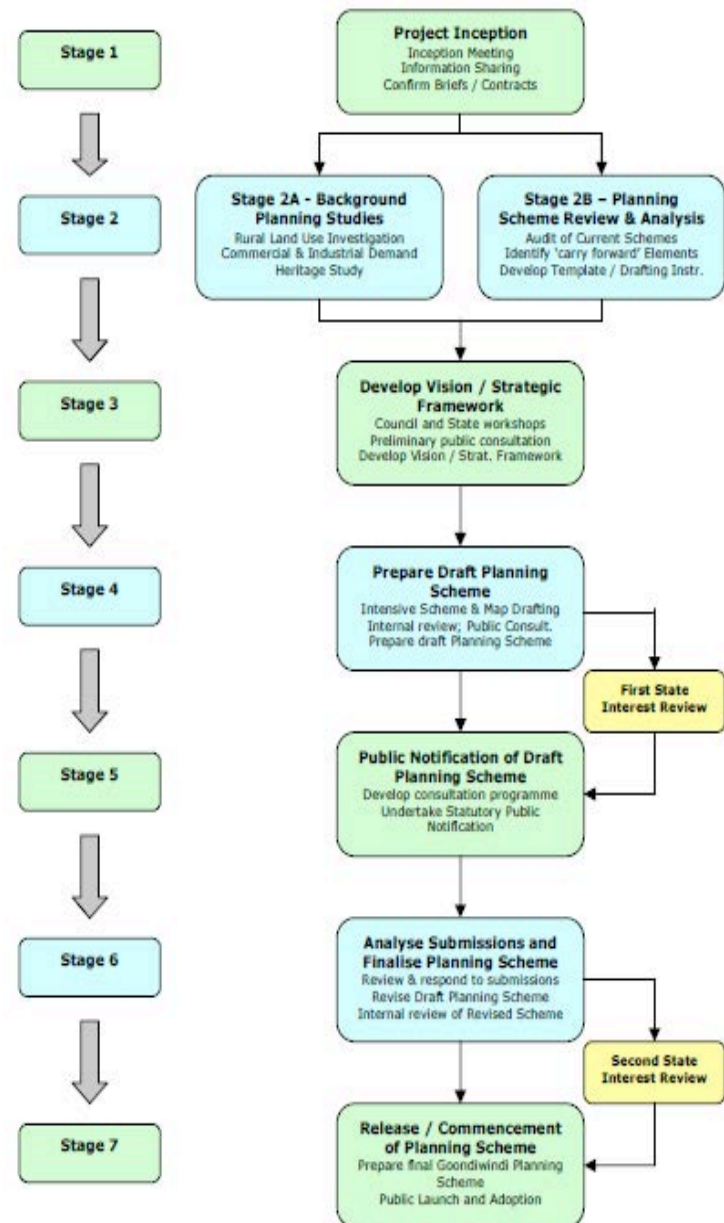 Stage 1
Project Inception
Inception Meeting
Information Sharing
Confirm Briefs / Contracts
Stage 2
Stage 2A - Background
Planning Studies
Rural Land Use Investigation
Commercial & Industrial Demand
Heritage Study
Stage 2B – Planning
Scheme Review & Analysis
Audit of Current Schemes
Identify 'carry forward' Elements
Develop Template / Drafting Instr.
Stage 3
Develop Vision / Strategic
Framework
Council and State workshops
Preliminary public consultation
Develop Vision / Strat. Framework
Stage 4
Prepare Draft Planning
Scheme
Intensive Scheme & Map Drafting
Internal review; Public Consult.
Prepare draft Planning Scheme
First State
Interest Review
Stage 5
Public Notification of Draft
Planning Scheme
Develop consultation programme
Undertake Statutory Public
Notification
Stage 6
Analyse Submissions and
Finalise Planning Scheme
Review & respond to submissions
Revise Draft Planning Scheme
Internal review of Revised Scheme
Second State
Interest Review
Stage 7
Release / Commencement
of Planning Scheme
Prepare final Goondiwindi Planning
Scheme
Public Launch and Adoption